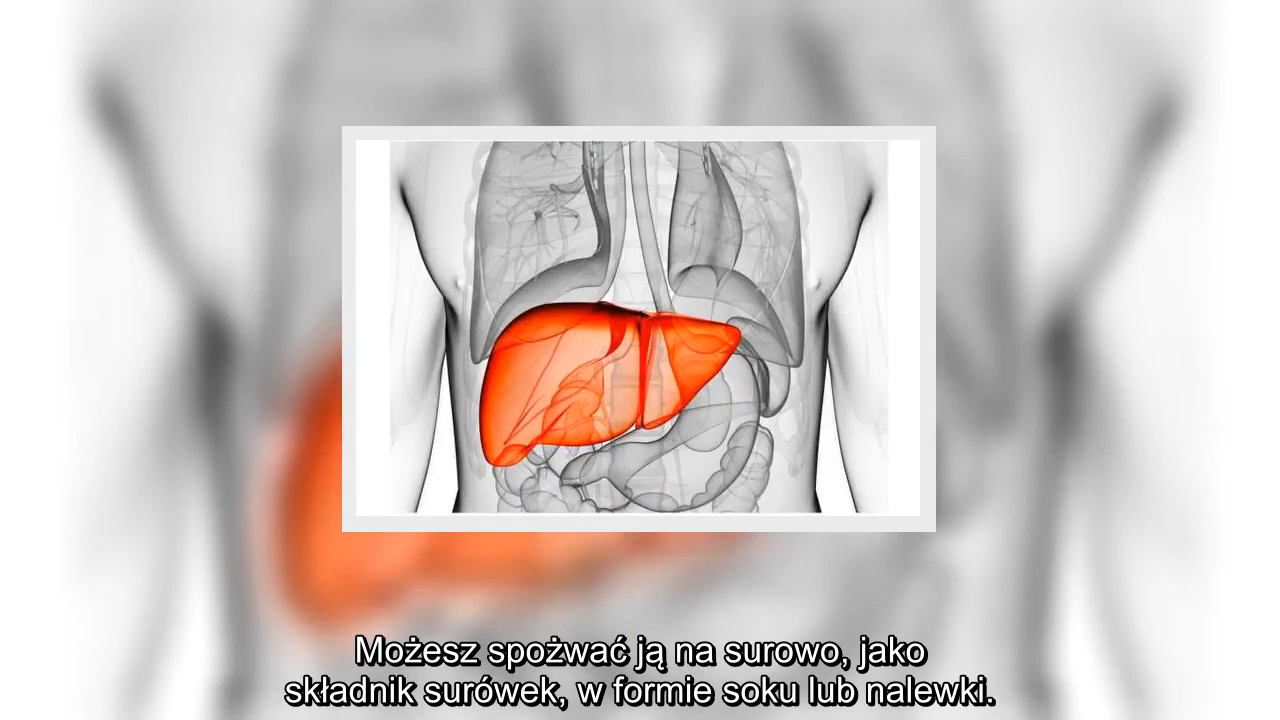 Możesz spożwać ją na surowo, jako
składnik surówek, w formie soku lub nalewki.